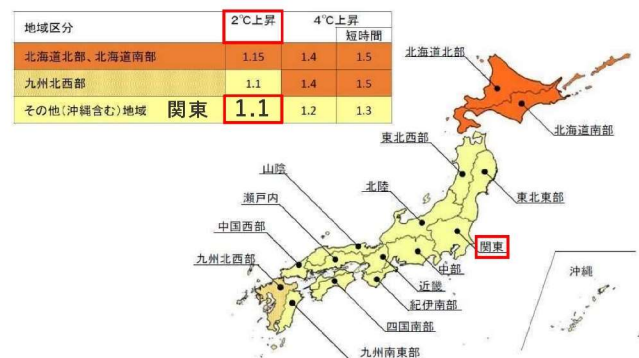 地域区分 2℃上昇 4℃上昇
短時間
北海道北部、北海道南部 1.15 1.4 1.5
九州北西部 1.1 1.4 1.5
その他(沖縄含む)地域 関東 1.1 1.2 1.3
北海道北部
北海道南部
東北西部
山陰
東北東部
北陸
瀬戸内
中国西部
関東
九州北西部
中部
沖縄
近畿
紀伊南部
四国南部
九州南東部